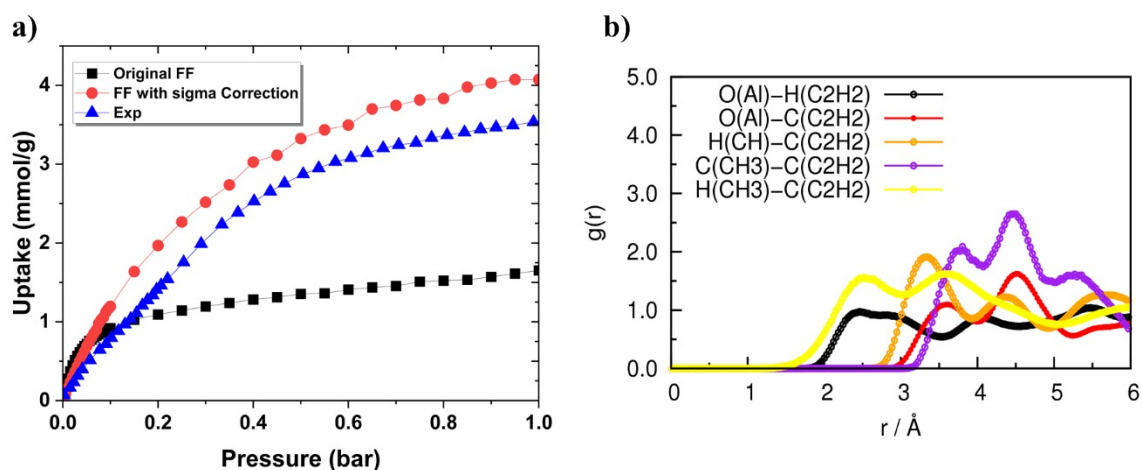 a)
Uptake (mmol/g)
4
3
2
1
0
Original FF
FF with sigma Correction
Exp
0.0 0.2 0.4 0.6 0.8 1.0
Pressure (bar)
b)
g(r)
5.0
4.0
3.0
2.0
1.0
0.0
O(Al)−H(C2H2)
O(Al)−C(C2H2)
H(CH)−C(C2H2)
C(CH3)−C(C2H2)
H(CH3)−C(C2H2)
0 1 2 3 4 5 6
r / Å